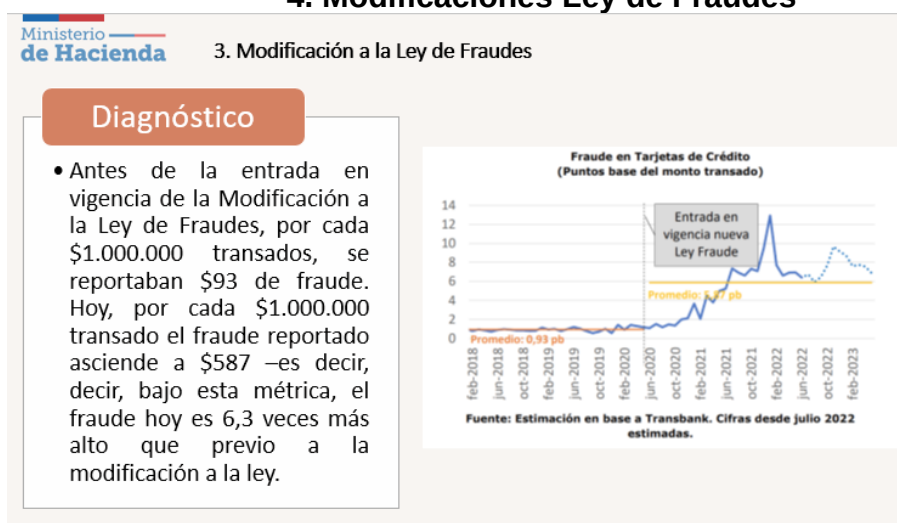 4. Modificaciones Ley de Fraudes
Ministerio
de Hacienda
3. Modificación a la Ley de Fraudes
Diagnóstico
• Antes de la entrada en
vigencia de la Modificación a
la Ley de Fraudes, por cada
$1.000.000 transados, se
reportaban $93 de fraude.
Hoy, por cada $1.000.000
transado el fraude reportado
asciende a $587 –es decir,
decir, bajo esta métrica, el
fraude hoy es 6,3 veces más
alto que previo a la
modificación a la ley.
Fraude en Tarjetas de Crédito
(Puntos base del monto transado)
14
12
10
8
6
4
2
0
Entrada en
vigencia nueva
Ley Fraude
Promedio: 5,87 pb
Promedio: 0,93 pb
feb-2018
jun-2018
oct-2018
feb-2019
jun-2019
oct-2019
feb-2020
jun-2020
oct-2020
feb-2021
jun-2021
oct-2021
feb-2022
jun-2022
oct-2022
feb-2023
Fuente: Estimación en base a Transbank. Cifras desde julio 2022
estimadas.